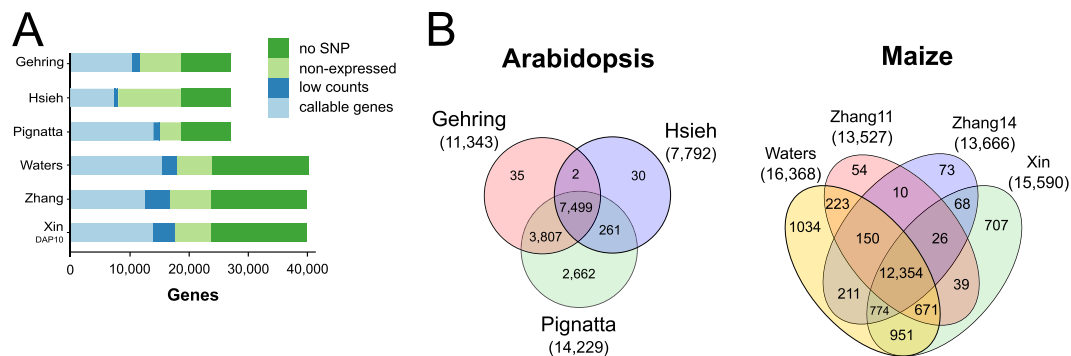 A
Gehring
Hsieh
Pignatta
Waters
Zhang
Xin
DAP10
0
10,000
20,000
30,000
40,000
Genes
no SNP
non-expressed
low counts
callable genes
B
Arabidopsis
Gehring
(11,343)
Hsieh
(7,792)
35
2
30
7,499
3,807
261
2,662
Pignatta
(14,229)
Maize
Zhang11
(13,527)
Zhang14
(13,666)
Waters
(16,368)
Xin
(15,590)
54
73
10
223
68
1034
150
26
707
12,354
211
39
774
671
951